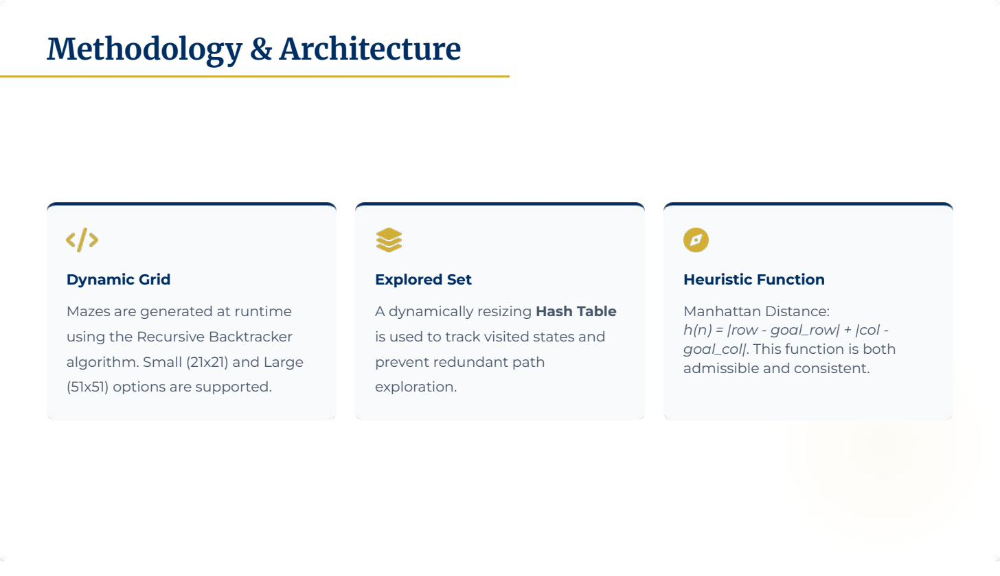 Methodology & Architecture
Dynamic Grid
Mazes are generated at runtime
using the Recursive Backtracker
algorithm. Small (21x21) and Large
(51x51) options are supported.
Explored Set
A dynamically resizing Hash Table
is used to track visited states and
prevent redundant path
exploration.
Heuristic Function
Manhattan Distance:
h(n) = |row - goal_row| + |col -
goal_col|. This function is both
admissible and consistent.